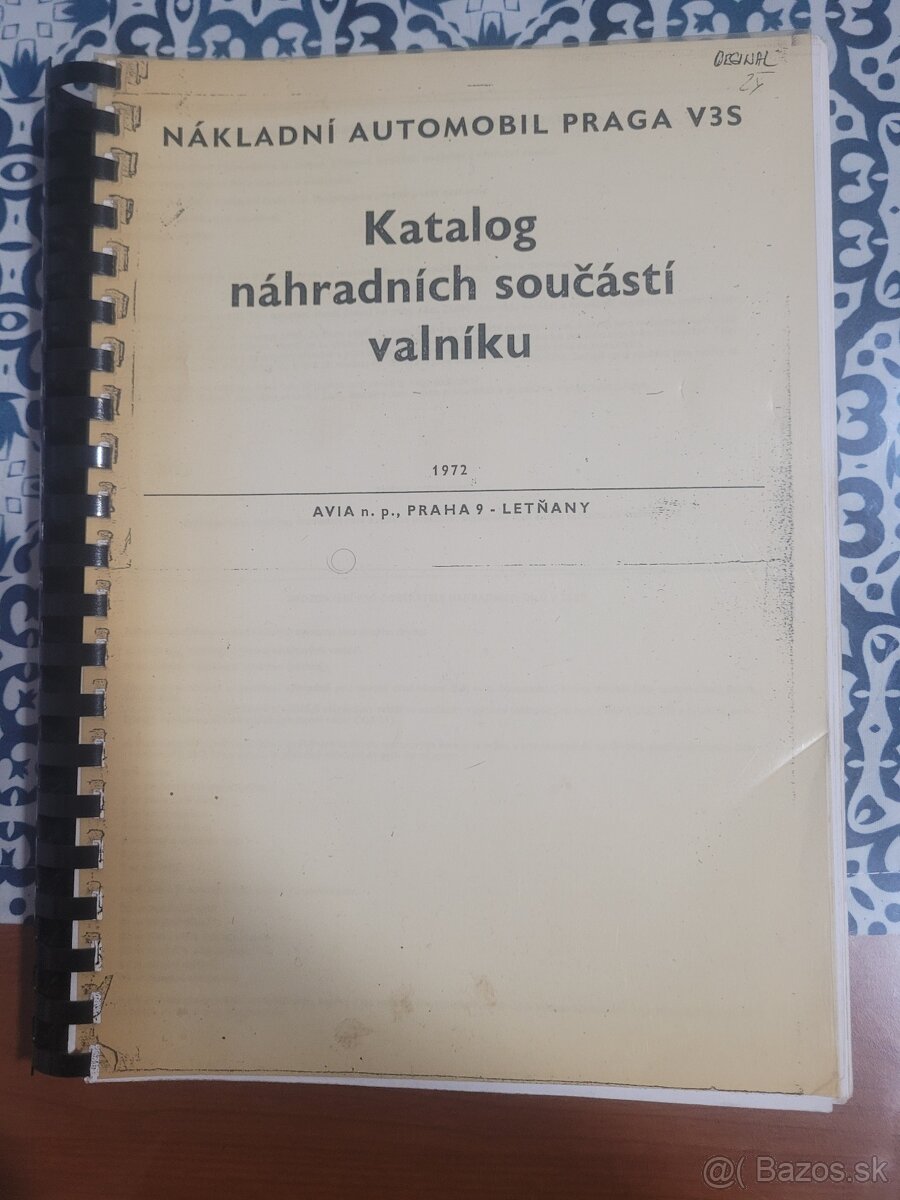 NÁKLADNÍ AUTOMOBIL PRAGA V3S
Katalog
náhradních součástí
valníku
1972
AVIA n. p., PRAHA 9 - LETŇANY
@( Bazos.sk